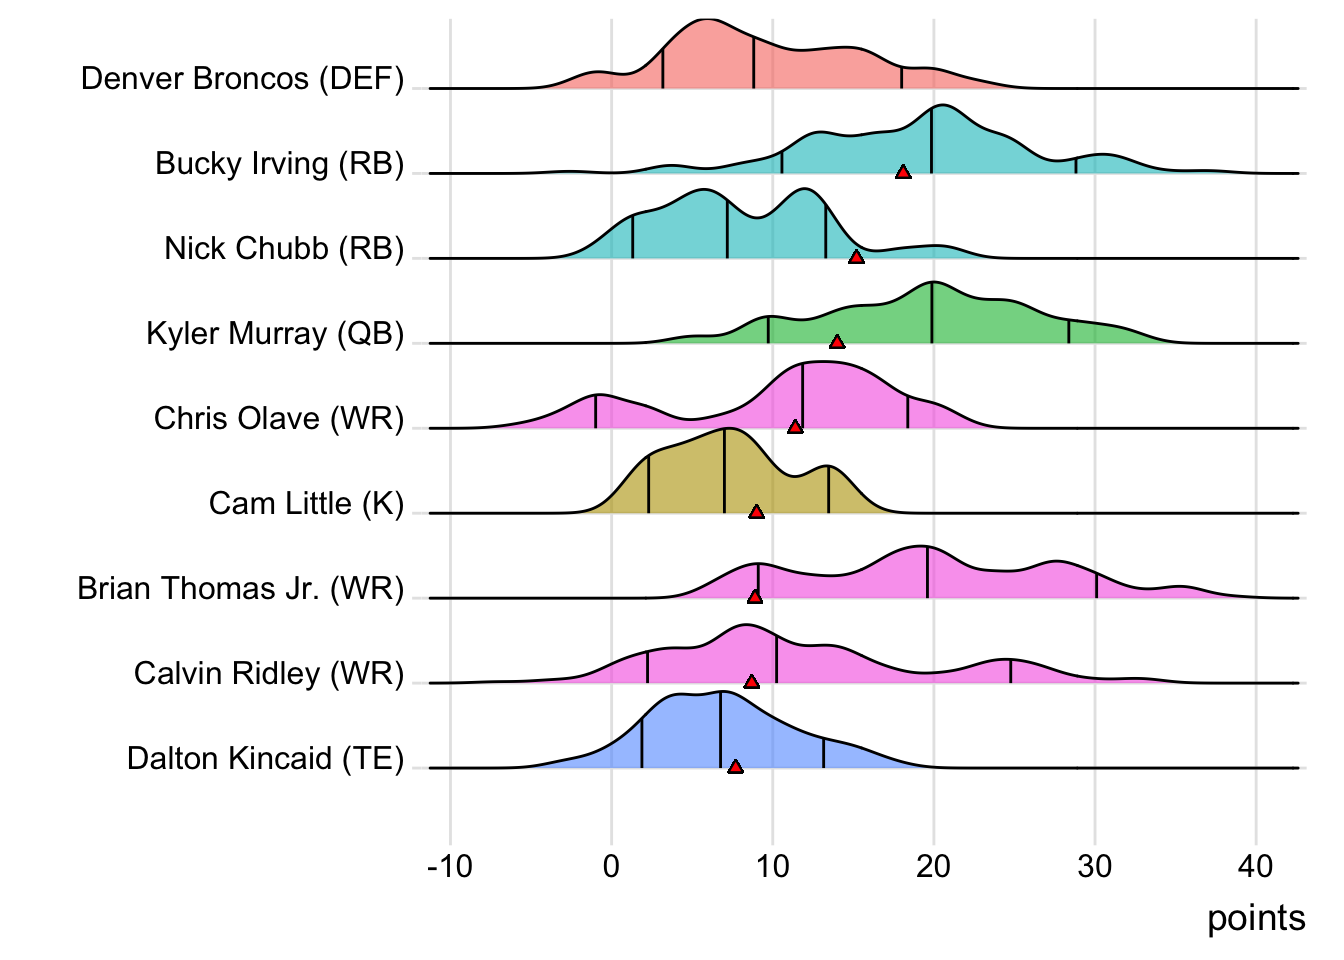 Denver Broncos (DEF)
Bucky Irving (RB)
Nick Chubb (RB)
Kyler Murray (QB)
Chris Olave (WR)
Cam Little (K)
Brian Thomas Jr. (WR)
Calvin Ridley (WR)
Dalton Kincaid (TE)
-10 0 10 20 30 40
points